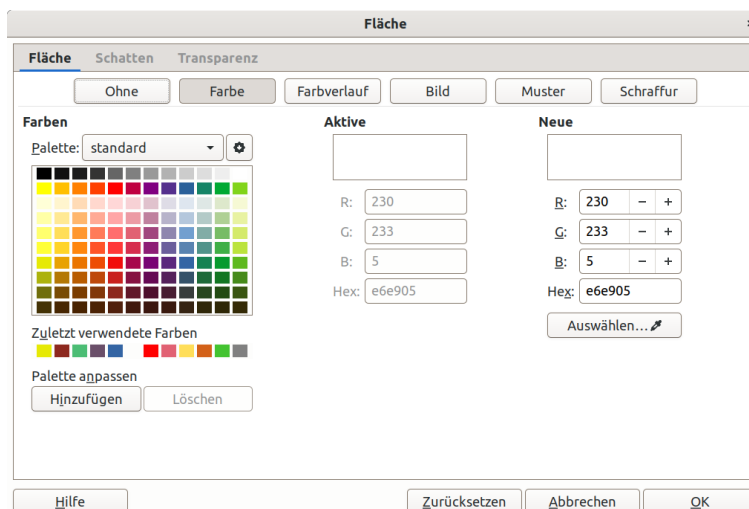 Fläche
Fläche Schatten Transparenz
Ohne Farbe Farbverlauf Bild Muster Schraffur
Farben Aktive Neue
Palette: standard
R: 230 R: 230 − +
G: 233 G: 233 − +
B: 5 B: 5 − +
Hex: e6e905 Hex: e6e905
Auswählen...
Zuletzt verwendete Farben
Palette anpassen
Hinzufügen Löschen
Hilfe Zurücksetzen Abbrechen OK